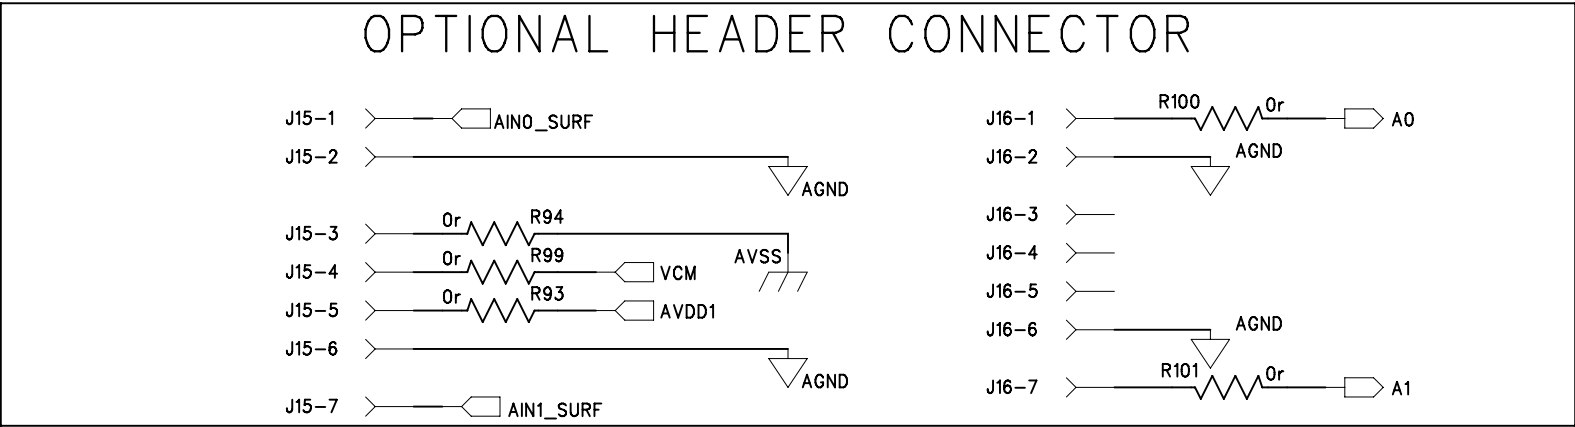 OPTIONAL HEADER CONNECTOR
J15-1 AIN0_SURF
J15-2
AGND
J15-3 0r R94
AVSS
J15-4 0r R99 VCM
J15-5 0r R93 AVDD1
J15-6
AGND
J15-7 AIN1_SURF
J16-1 R100 0r A0
J16-2 AGND
J16-3
J16-4
J16-5
J16-6 AGND
J16-7 R101 0r A1